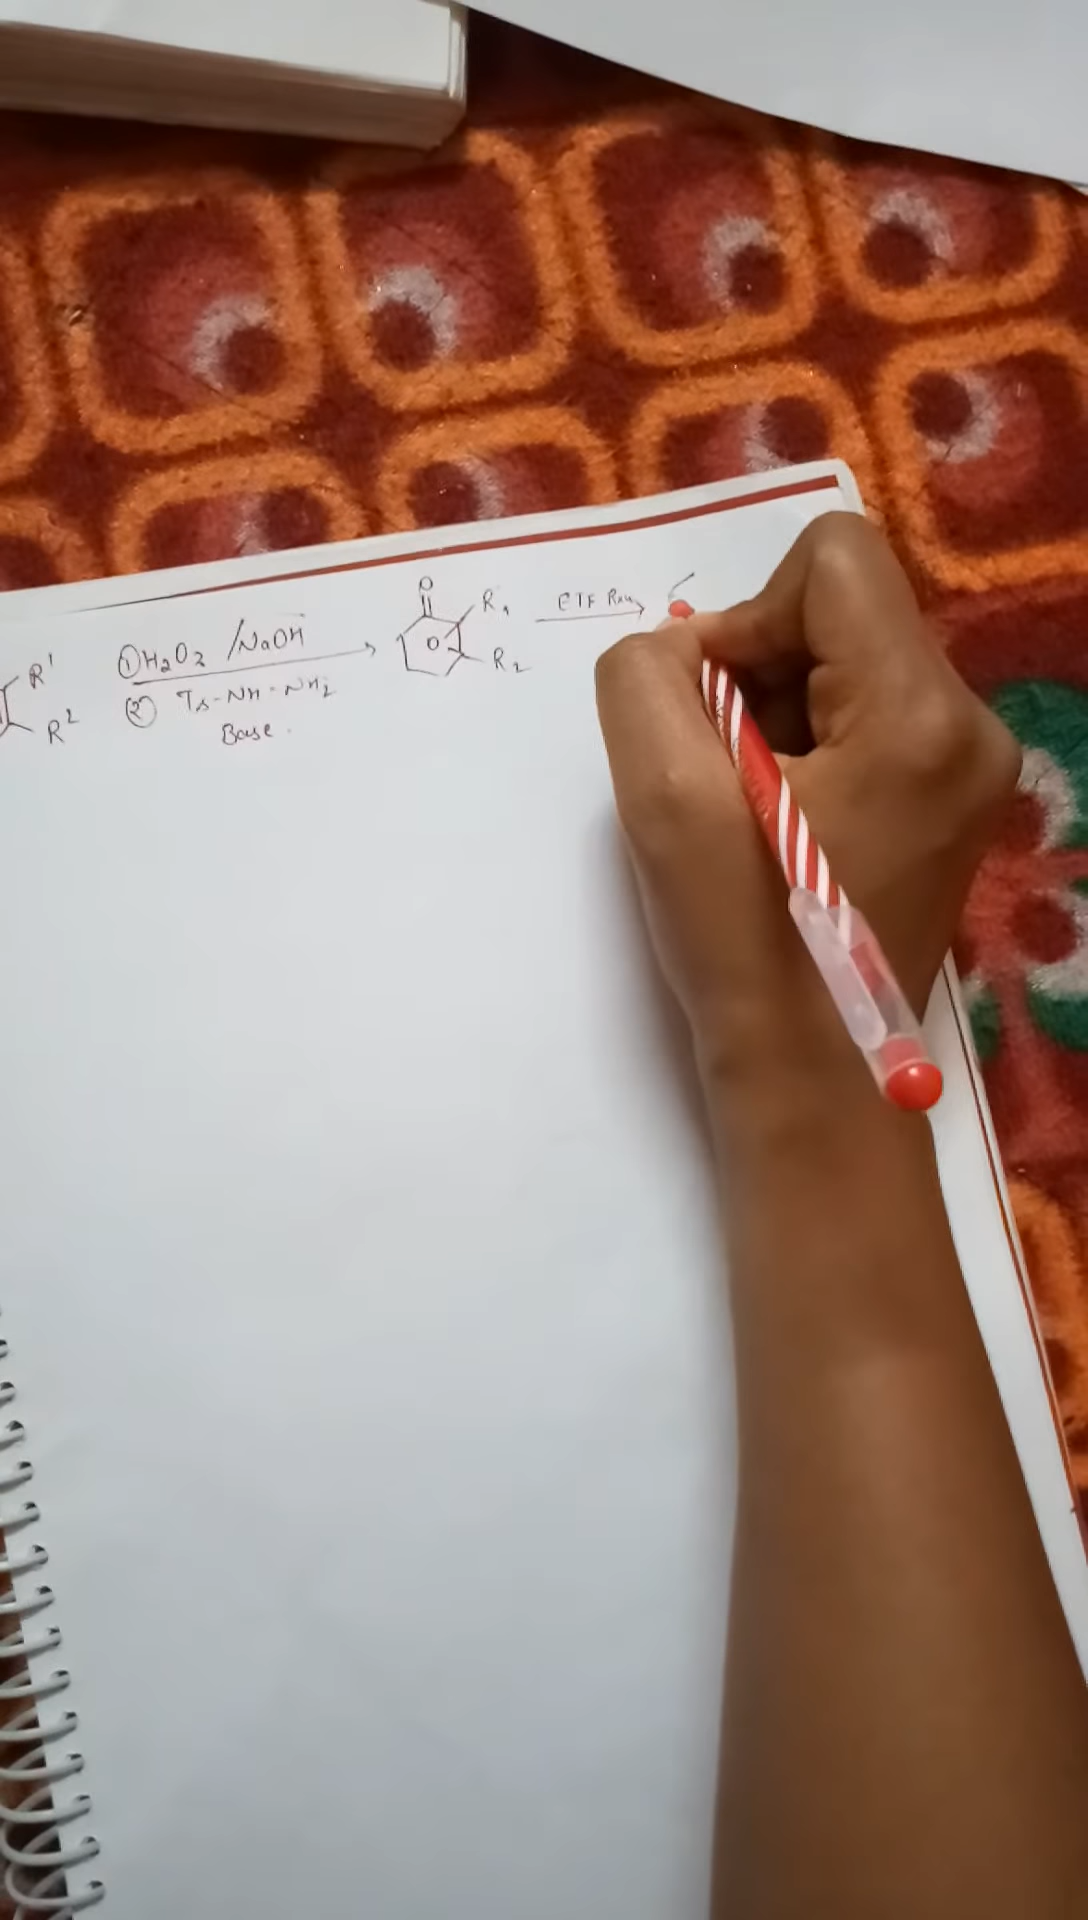 ① H₂O₂ /NaOH
② Ts-NH-NH₂
Base.
R¹
R²
O
R₁
O
R₂
ETF Rxn